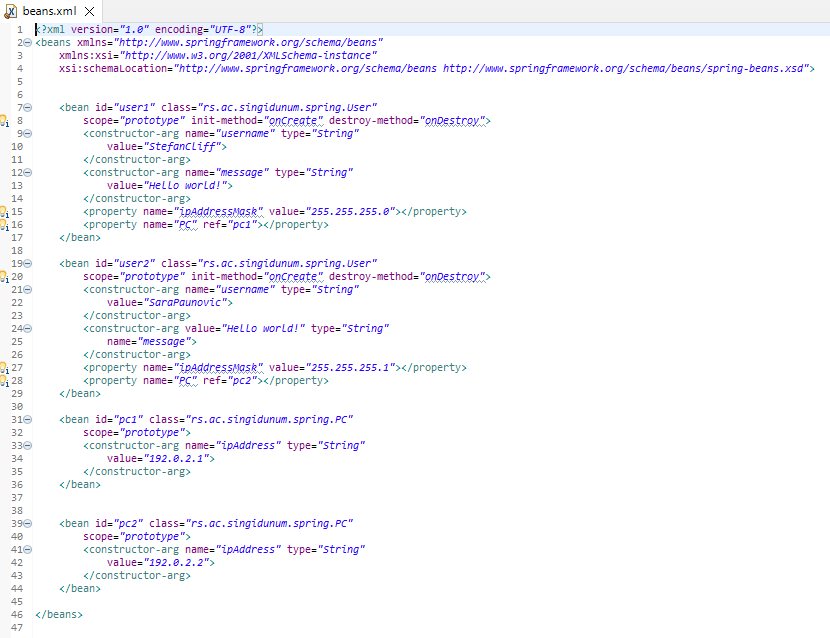 beans.xml
1 <?xml version="1.0" encoding="UTF-8"?>
2 <beans xmlns="http://www.springframework.org/schema/beans"
3     xmlns:xsi="http://www.w3.org/2001/XMLSchema-instance"
4     xsi:schemaLocation="http://www.springframework.org/schema/beans http://www.springframework.org/schema/beans/spring-beans.xsd">
5
6
7     <bean id="user1" class="rs.ac.singidunum.spring.User"
8         scope="prototype" init-method="onCreate" destroy-method="onDestroy">
9         <constructor-arg name="username" type="String"
10             value="StefanCliff">
11         </constructor-arg>
12         <constructor-arg name="message" type="String"
13             value="Hello world!">
14         </constructor-arg>
15         <property name="ipAddressMask" value="255.255.255.0"></property>
16         <property name="PC" ref="pc1"></property>
17     </bean>
18
19     <bean id="user2" class="rs.ac.singidunum.spring.User"
20         scope="prototype" init-method="onCreate" destroy-method="onDestroy">
21         <constructor-arg name="username" type="String"
22             value="SaraPaunovic">
23         </constructor-arg>
24         <constructor-arg value="Hello world!" type="String"
25             name="message">
26         </constructor-arg>
27         <property name="ipAddressMask" value="255.255.255.1"></property>
28         <property name="PC" ref="pc2"></property>
29     </bean>
30
31     <bean id="pc1" class="rs.ac.singidunum.spring.PC"
32         scope="prototype">
33         <constructor-arg name="ipAddress" type="String"
34             value="192.0.2.1">
35         </constructor-arg>
36     </bean>
37
38
39     <bean id="pc2" class="rs.ac.singidunum.spring.PC"
40         scope="prototype">
41         <constructor-arg name="ipAddress" type="String"
42             value="192.0.2.2">
43         </constructor-arg>
44     </bean>
45
46 </beans>
47